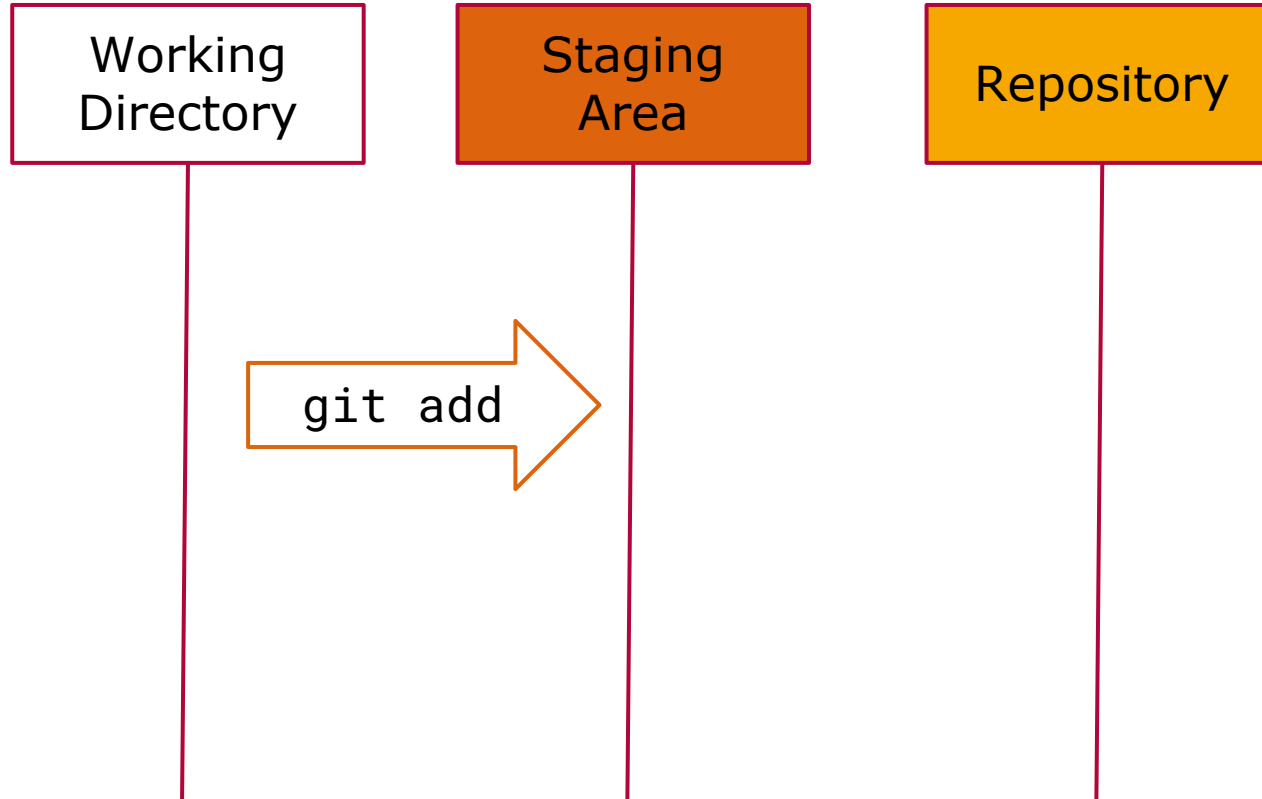 Working
Directory
Staging
Area
Repository
git add